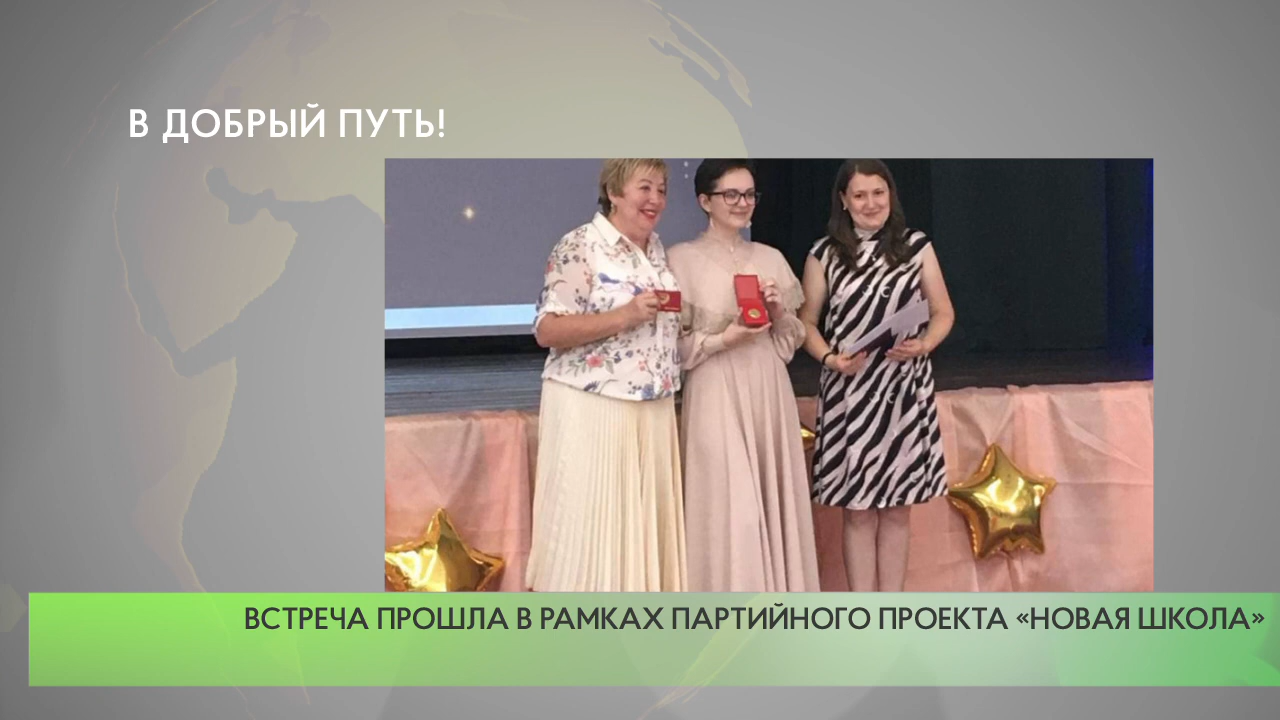 В ДОБРЫЙ ПУТЬ!
ВСТРЕЧА ПРОШЛА В РАМКАХ ПАРТИЙНОГО ПРОЕКТА «НОВАЯ ШКОЛА»